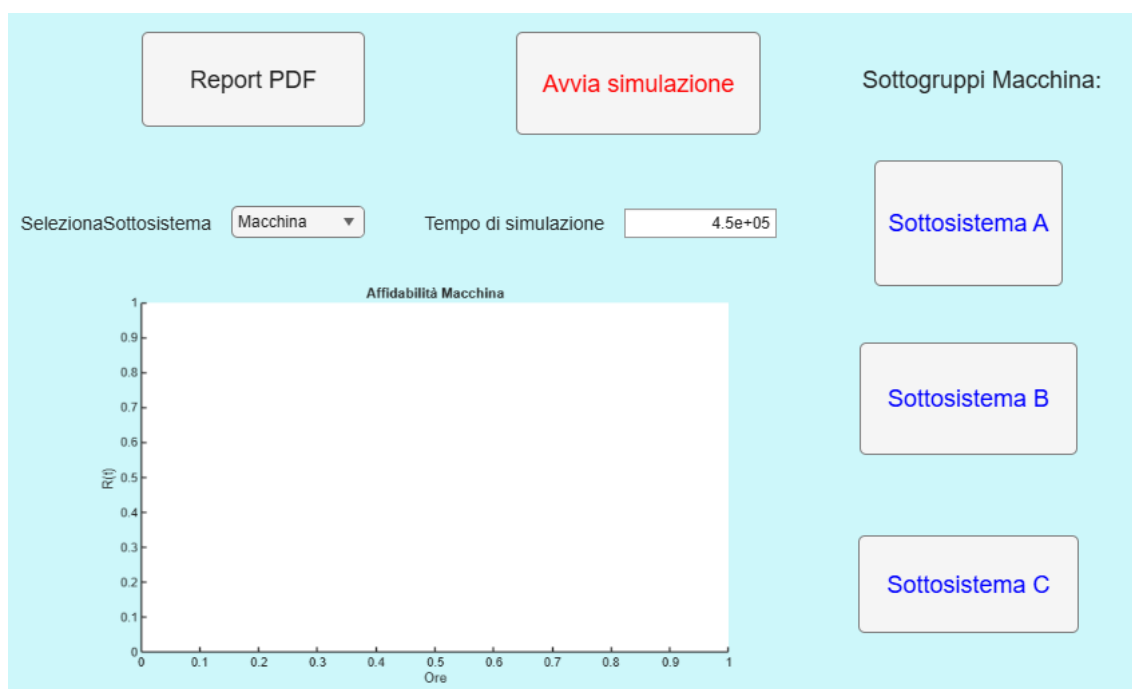 Report PDF
Avvia simulazione
Sottogruppi Macchina:
SelezionaSottosistema
Macchina
Tempo di simulazione
4.5e+05
Sottosistema A
Affidabilità Macchina
1
0.9
0.8
0.7
0.6
0.5
0.4
0.3
0.2
0.1
0
R(t)
0 0.1 0.2 0.3 0.4 0.5 0.6 0.7 0.8 0.9 1
Ore
Sottosistema B
Sottosistema C